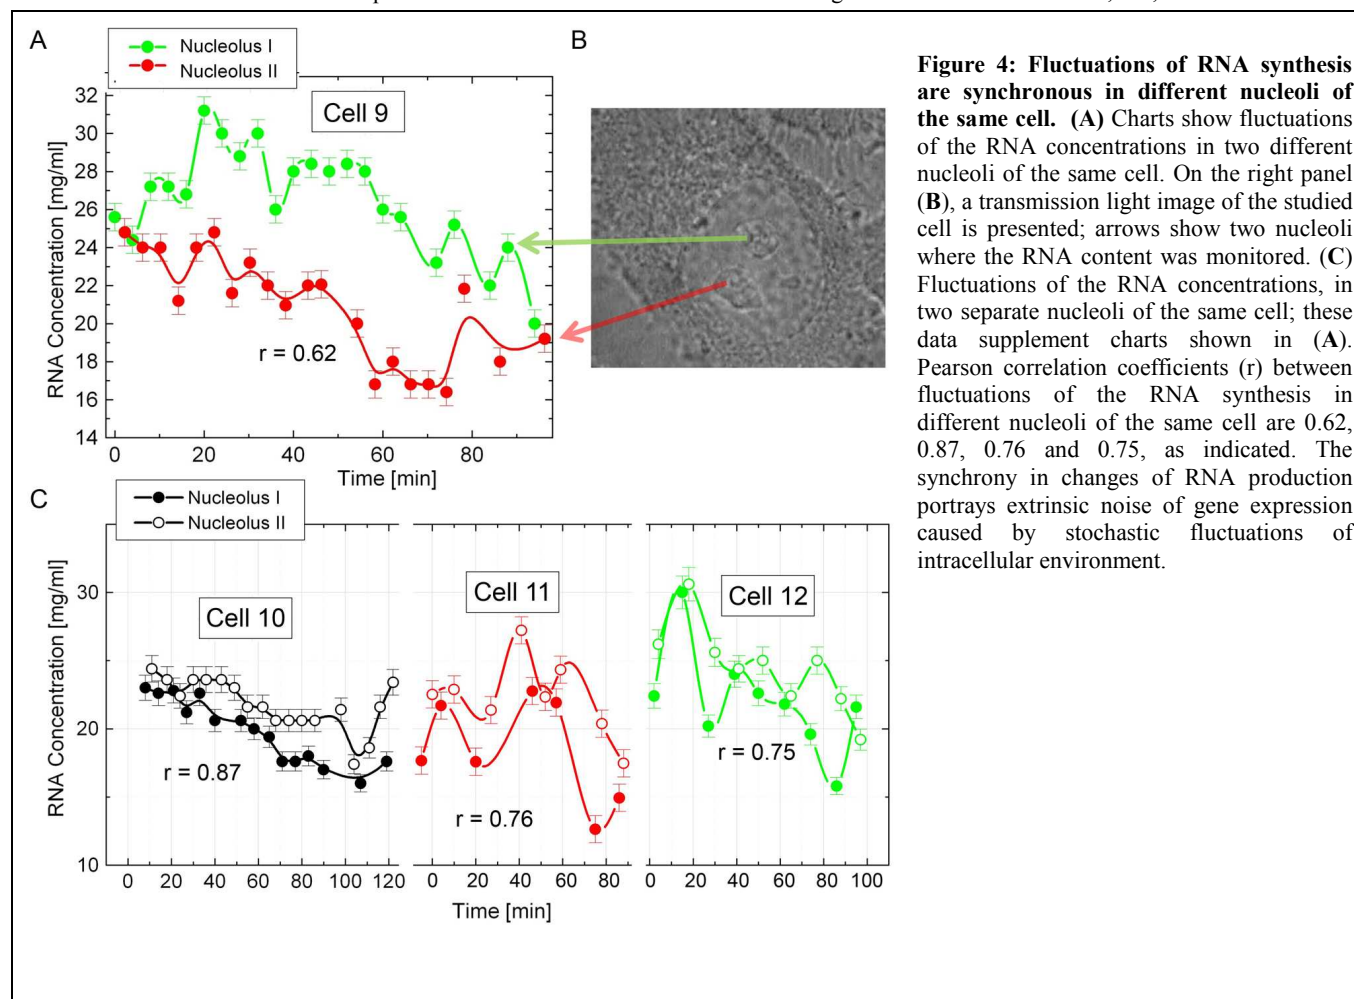 A
Nucleolus I
Nucleolus II
B
Cell 9
RNA Concentration [mg/ml]
32
30
28
26
24
22
20
18
16
14
r = 0.62
0
20
40
60
80
Time [min]
Figure 4: Fluctuations of RNA synthesis
are synchronous in different nucleoli of
the same cell. (A) Charts show fluctuations
of the RNA concentrations in two different
nucleoli of the same cell. On the right panel
(B), a transmission light image of the studied
cell is presented; arrows show two nucleoli
where the RNA content was monitored. (C)
Fluctuations of the RNA concentrations, in
two separate nucleoli of the same cell; these
data supplement charts shown in (A).
Pearson correlation coefficients (r) between
fluctuations of the RNA synthesis in
different nucleoli of the same cell are 0.62,
0.87, 0.76 and 0.75, as indicated. The
synchrony in changes of RNA production
portrays extrinsic noise of gene expression
caused by stochastic fluctuations of
intracellular environment.
C
Nucleolus I
Nucleolus II
RNA Concentration [mg/ml]
30
20
10
Cell 10
r = 0.87
Cell 11
r = 0.76
Cell 12
r = 0.75
0 20 40 60 80 100 120
0 20 40 60 80
0 20 40 60 80 100
Time [min]